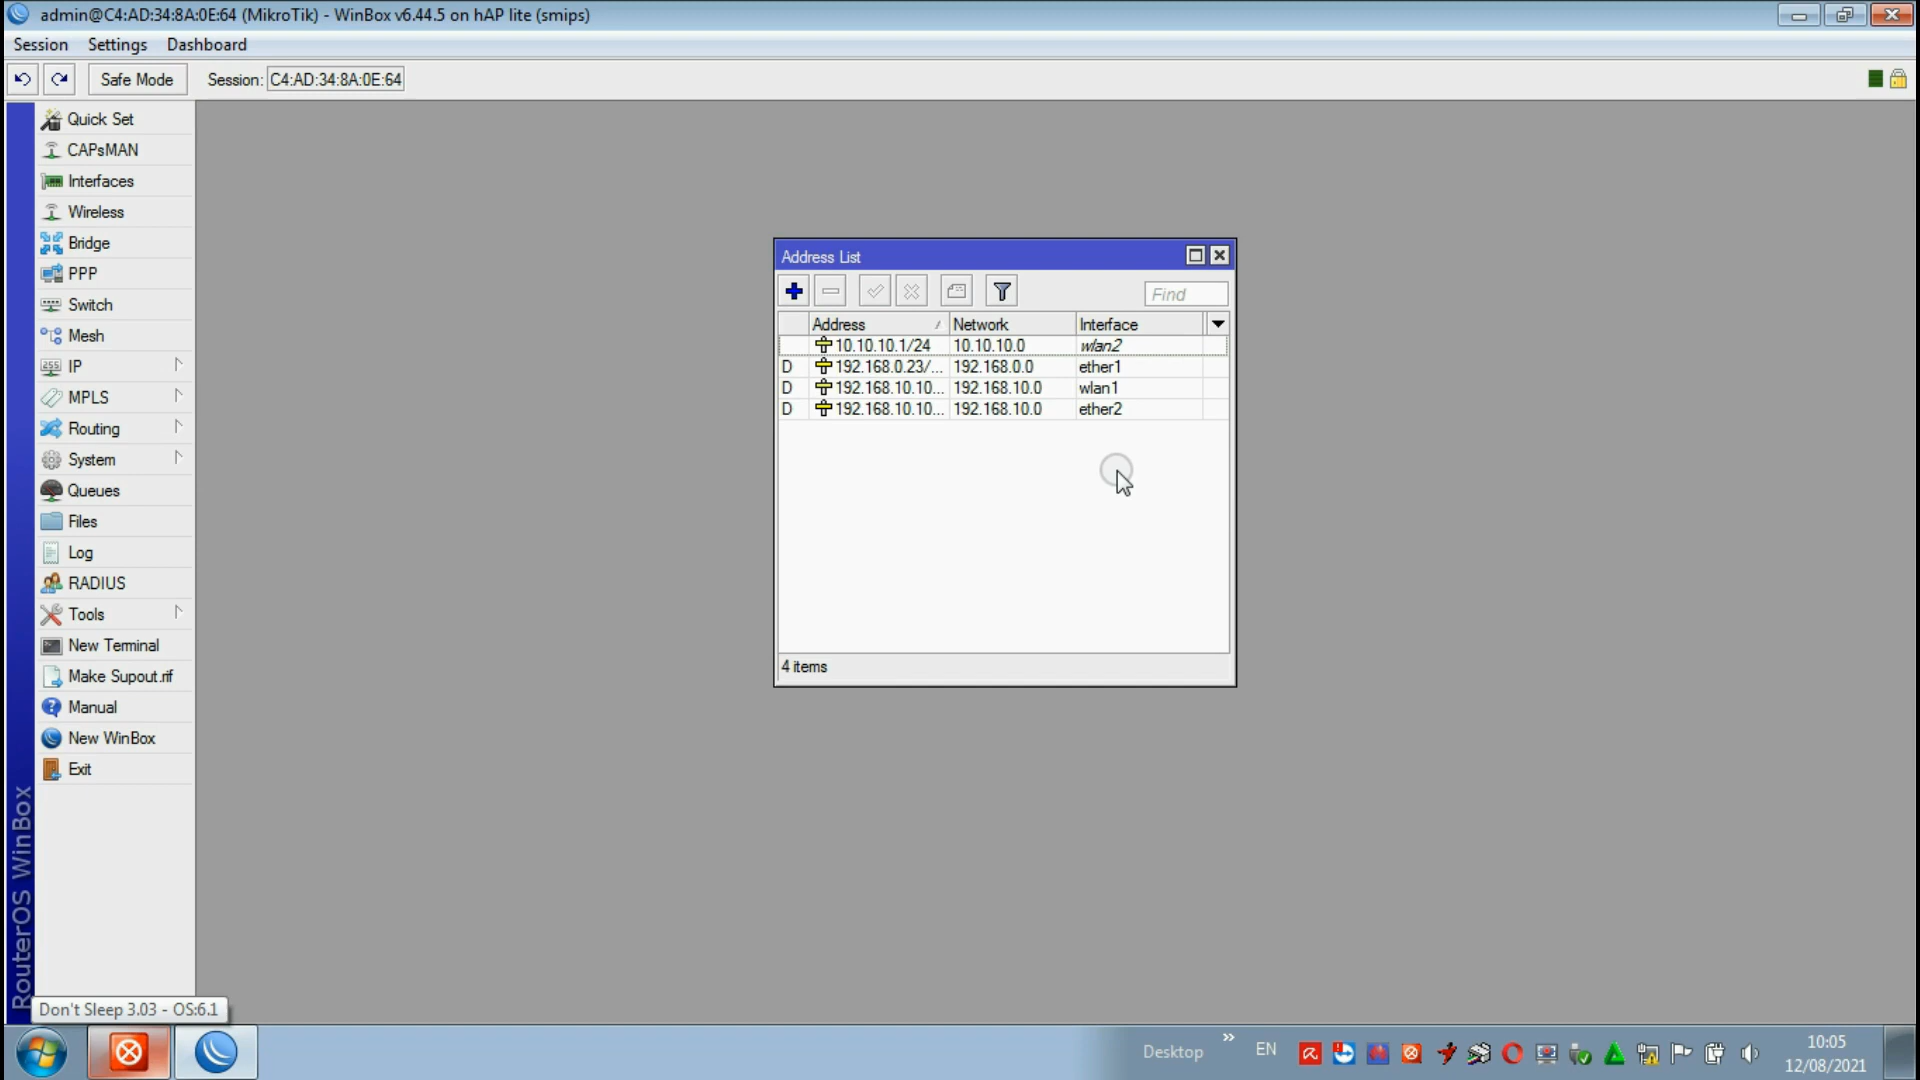 admin@C4:AD:34:8A:0E:64 (MikroTik) - WinBox v6.44.5 on hAP lite (smips)
Session Settings Dashboard
Safe Mode Session: C4:AD:34:8A:0E:64
Quick Set
CAPsMAN
Interfaces
Wireless
Bridge
PPP
Switch
Mesh
IP
MPLS
Routing
System
Queues
Files
Log
RADIUS
Tools
New Terminal
Make Supout.rif
Manual
New WinBox
Exit
RouterOS WinBox
Address List
Find
Address Network Interface
10.10.10.1/24 10.10.10.0 wlan2
D 192.168.0.23/... 192.168.0.0 ether1
D 192.168.10.10... 192.168.10.0 wlan1
D 192.168.10.10... 192.168.10.0 ether2
4 items
Don't Sleep 3.03 - OS:6.1
Desktop » EN
10:05
12/08/2021